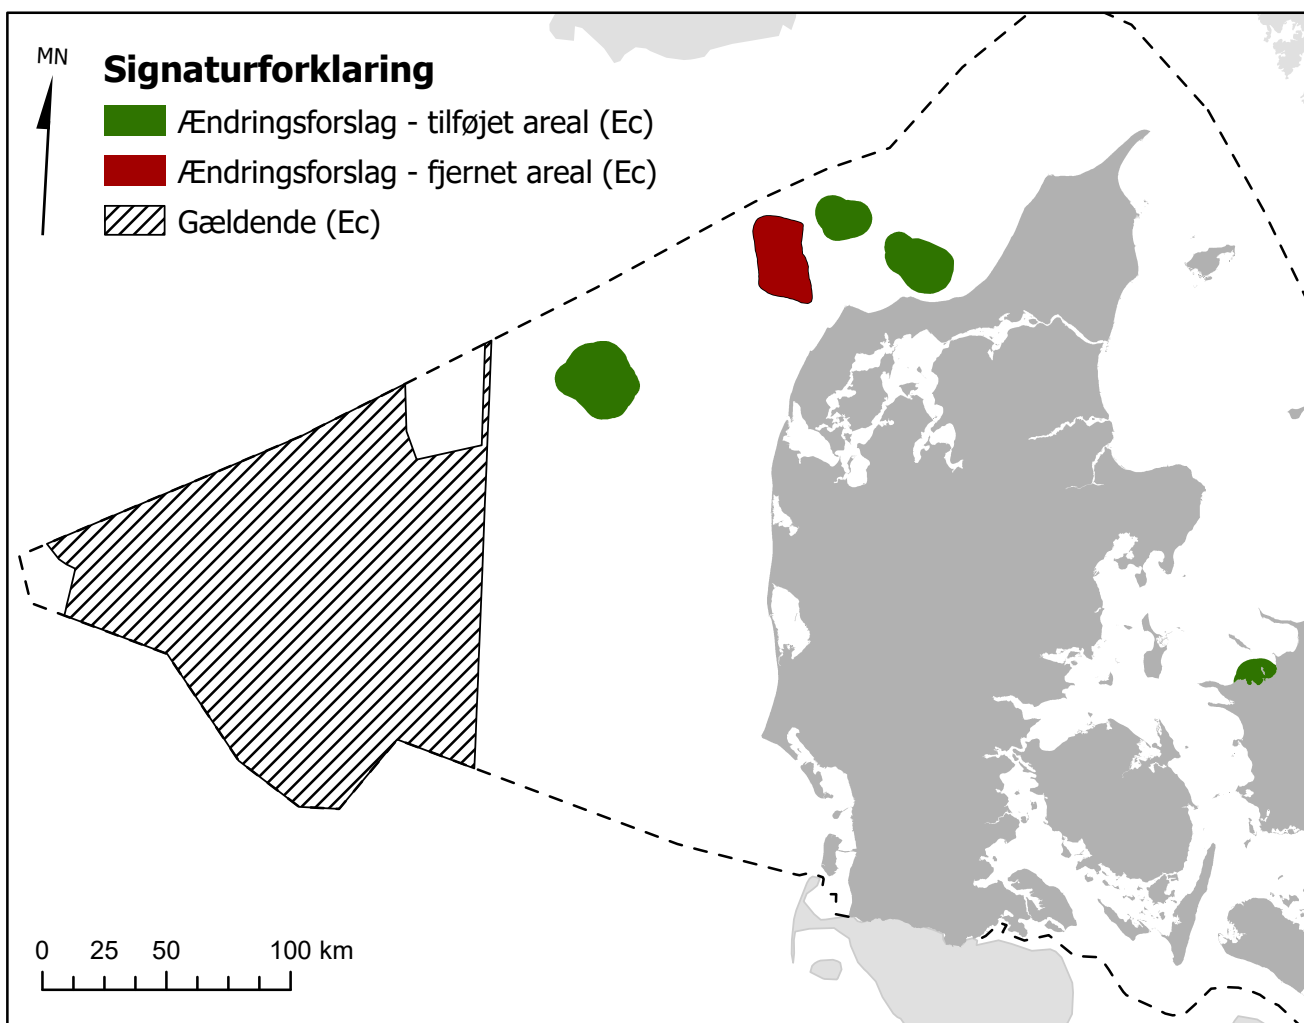 MN
Signaturforklaring
Ændringsforslag - tilføjet areal (Ec)
Ændringsforslag - fjernet areal (Ec)
Gældende (Ec)
0 25 50 100 km